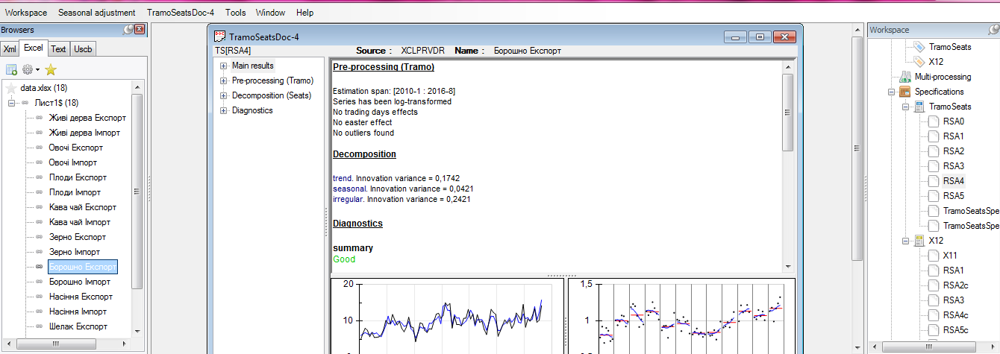 Workspace Seasonal adjustment TramoSeatsDoc-4 Tools Window Help
Browsers
Xml Excel Text Uscb
data.xlsx (18)
Лист1$ (18)
Живі дерва Експорт
Живі дерва Імпорт
Овочі Експорт
Овочі Імпорт
Плоди Експорт
Плоди Імпорт
Кава чай Експорт
Кава чай Імпорт
Зерно Експорт
Зерно Імпорт
Борошно Експорт
Борошно Імпорт
Насіння Експорт
Насіння Імпорт
Шелак Експорт
TramoSeatsDoc-4
TS[RSA4] Source : XCLPRVDR Name : Борошно Експорт
Main results
Pre-processing (Tramo)
Decomposition (Seats)
Diagnostics
Pre-processing (Tramo)
Estimation span: [2010-1 : 2016-8]
Series has been log-transformed
No trading days effects
No easter effect
No outliers found
Decomposition
trend. Innovation variance = 0,1742
seasonal. Innovation variance = 0,0421
irregular. Innovation variance = 0,2421
Diagnostics
summary
Good
20
10
1,5
1
Workspace
TramoSeats
X12
Multi-processing
Specifications
TramoSeats
RSA0
RSA1
RSA2
RSA3
RSA4
RSA5
TramoSeatsSpe
TramoSeatsSpe
X12
X11
RSA1
RSA2c
RSA3
RSA4c
RSA5c